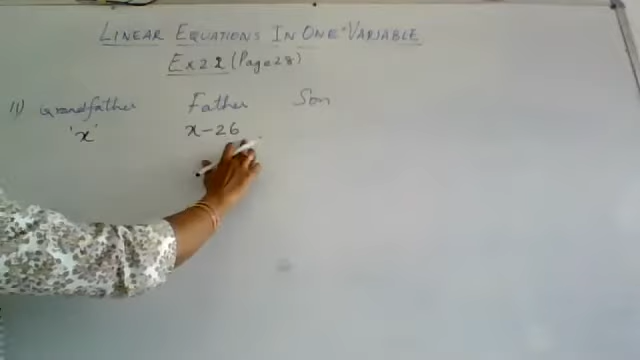 LINEAR EQUATIONS IN ONE VARIABLE
Ex 2.2 (Page 28)
11) Grandfather Father Son
'x' x-26